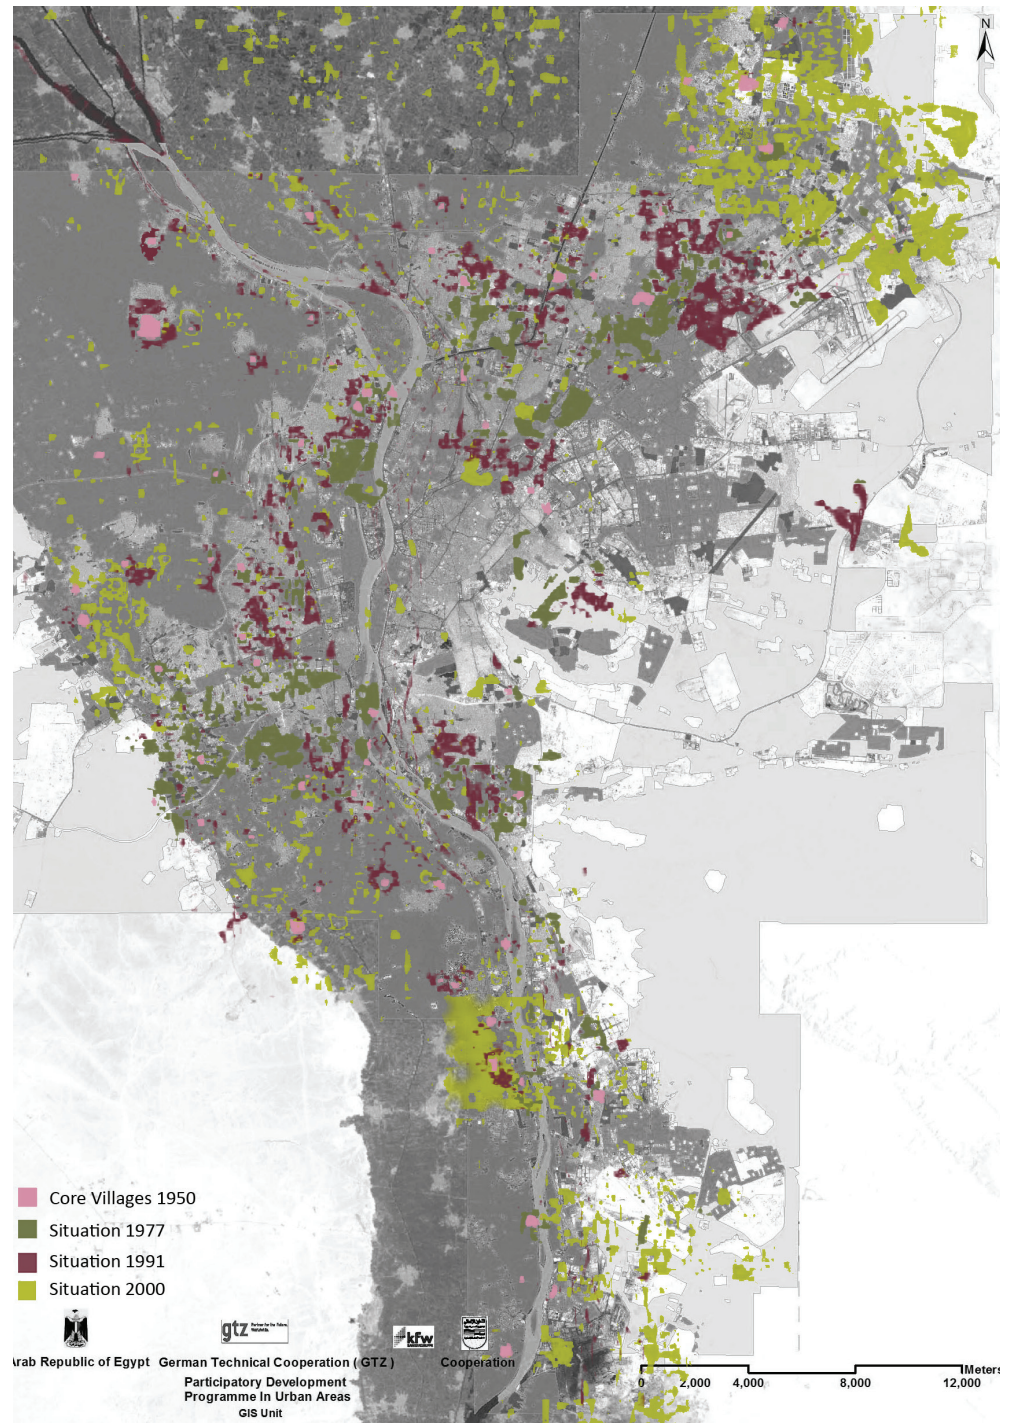 N
Core Villages 1950
Situation 1977
Situation 1991
Situation 2000
gtz
kfw
rab Republic of Egypt German Technical Cooperation ( GTZ ) Cooperation
Participatory Development
Programme In Urban Areas
GIS Unit
Meters
0 2,000 4,000 8,000 12,000